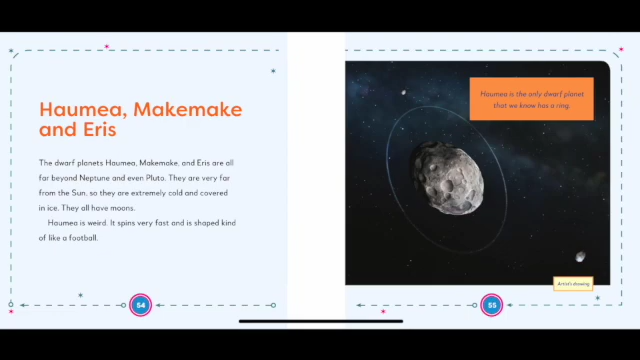 Haumea, Makemake
and Eris
The dwarf planets Haumea, Makemake, and Eris are all
far beyond Neptune and even Pluto. They are very far
from the Sun, so they are extremely cold and covered
in ice. They all have moons.
Haumea is weird. It spins very fast and is shaped kind
of like a football.
54
Haumea is the only dwarf planet
that we know has a ring.
Artist's drawing
55